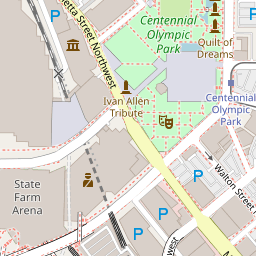 etta Street Northwest
Centennial
Olympic
Park
Quilt of
Dreams
Ivan Allen
Tribute
Centennial
Olympic
Park
P
Walton Street
State
Farm
Arena
P
P
P
P
west